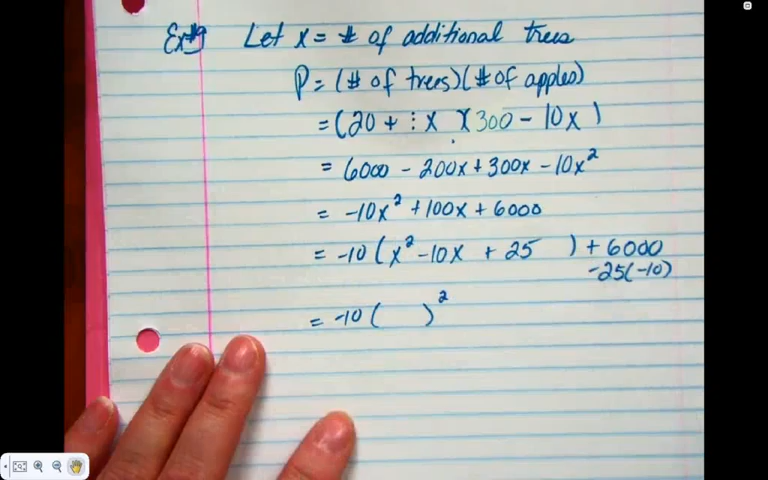 Ex#9 Let x = # of additional trees
P = (# of trees)(# of apples)
= (20 + : x )(300 - 10x)
= 6000 - 200x + 300x - 10x²
= -10x² + 100x + 6000
= -10(x² - 10x + 25 ) + 6000
-25(-10)
= -10( )²